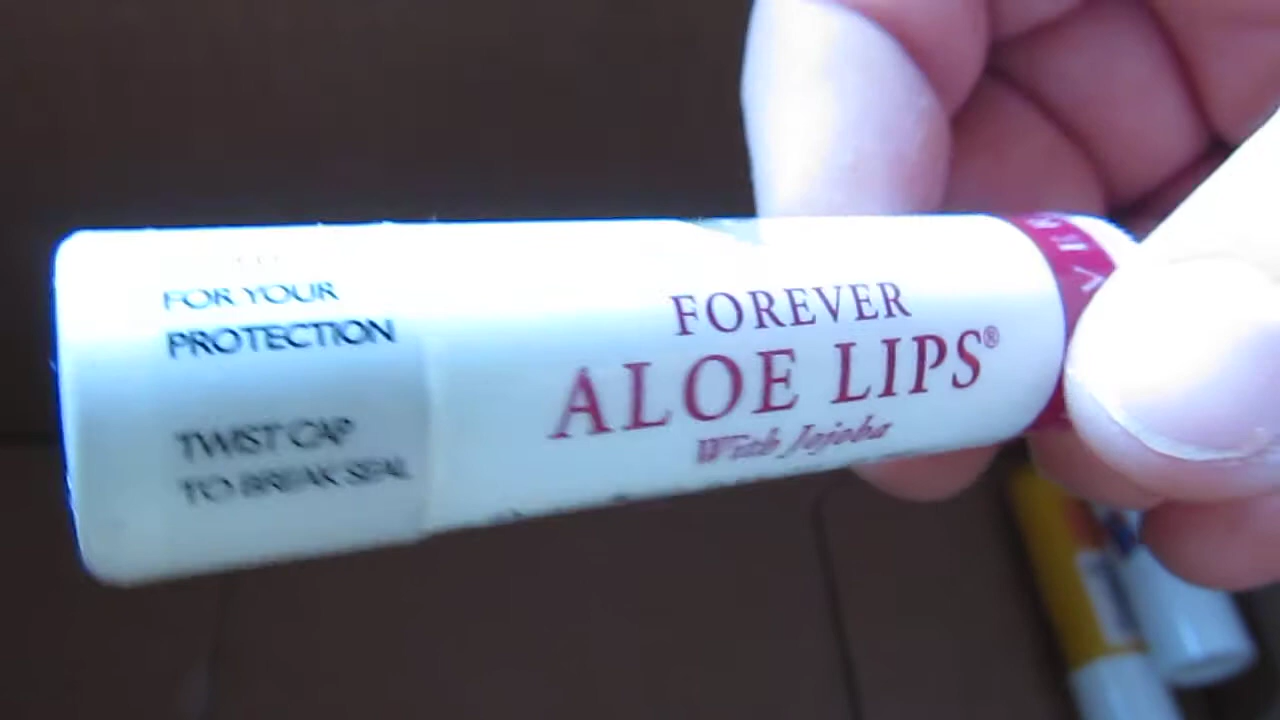 FOR YOUR
PROTECTION
TWIST CAP
TO BREAK SEAL
FOREVER
ALOE LIPS®
With Jojoba